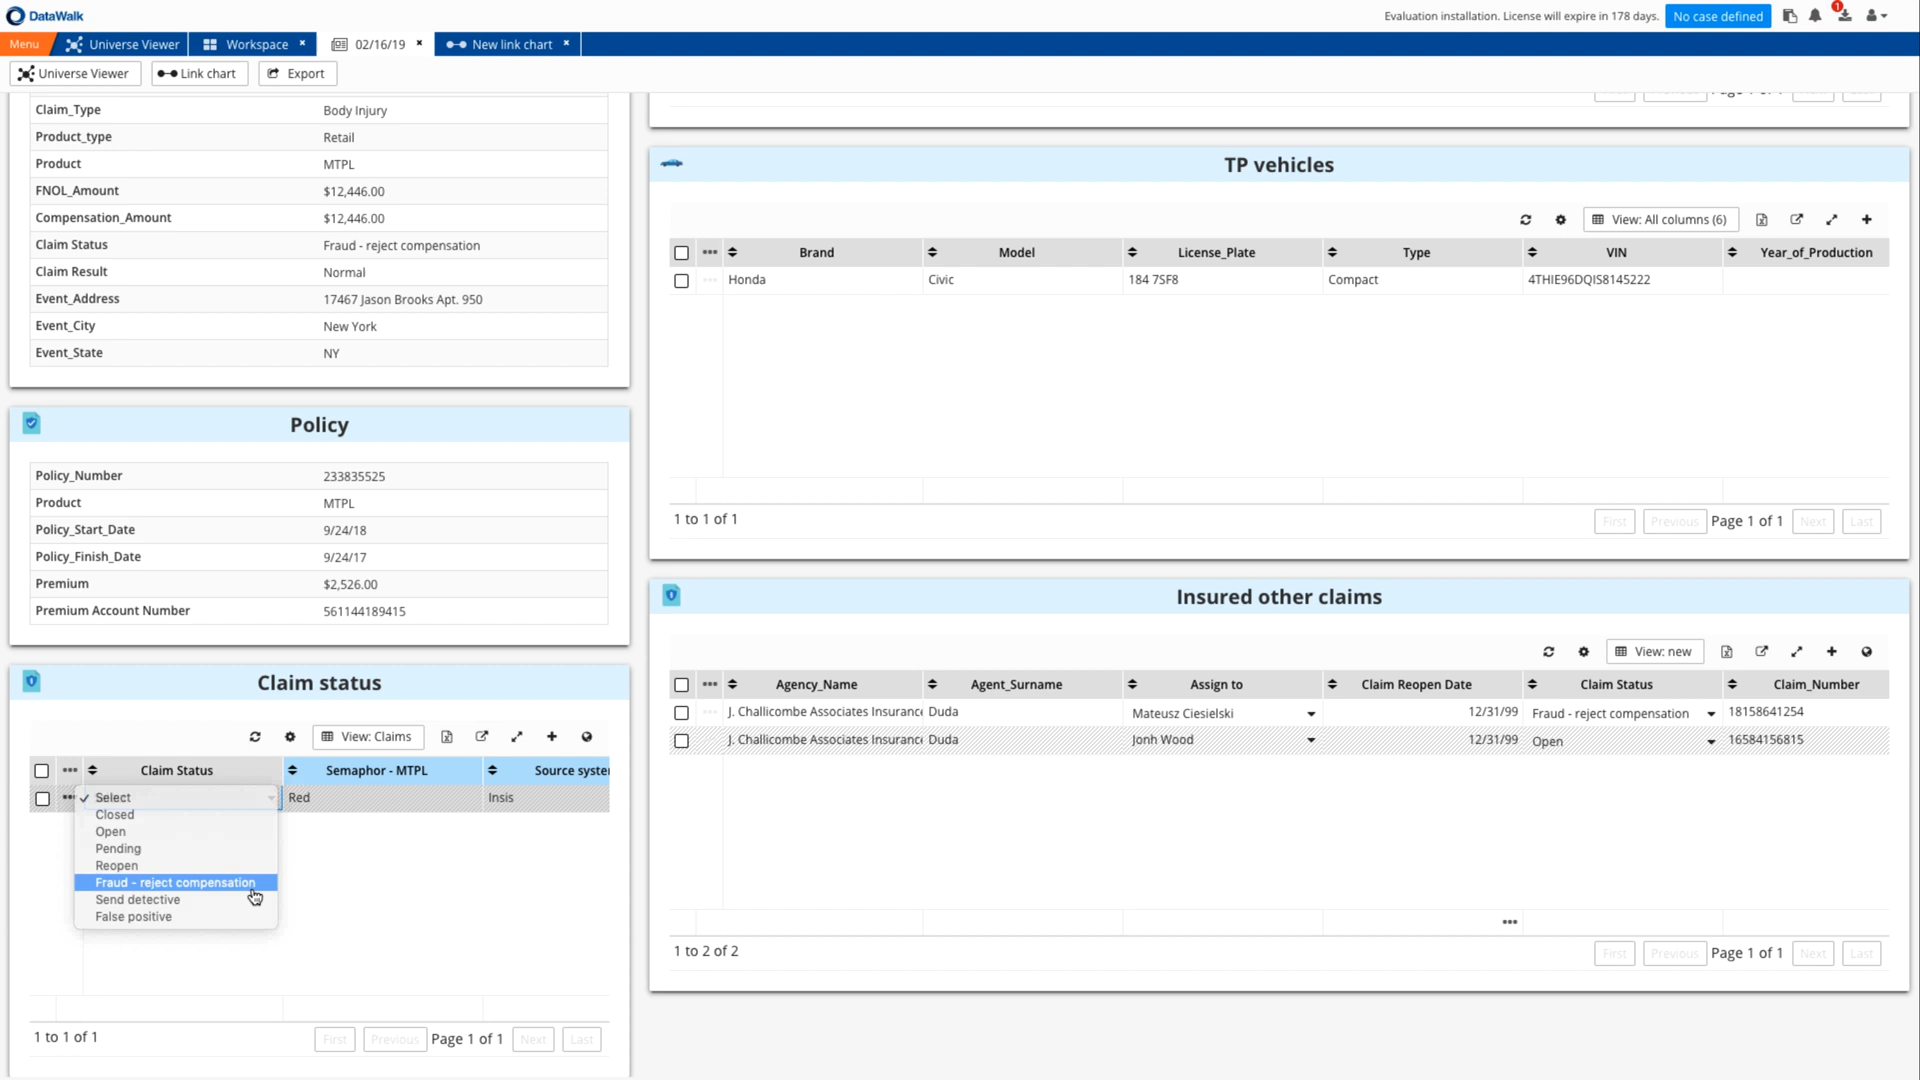 DataWalk
Evaluation installation. License will expire in 178 days.
No case defined
1
Menu
Universe Viewer
Workspace ×
02/16/19 ×
New link chart ×
Universe Viewer
Link chart
Export
Claim_Type Body Injury
Product_type Retail
Product MTPL
FNOL_Amount $12,446.00
Compensation_Amount $12,446.00
Claim Status Fraud - reject compensation
Claim Result Normal
Event_Address 17467 Jason Brooks Apt. 950
Event_City New York
Event_State NY
Policy
Policy_Number 233835525
Product MTPL
Policy_Start_Date 9/24/18
Policy_Finish_Date 9/24/17
Premium $2,526.00
Premium Account Number 561144189415
Claim status
View: Claims
Claim Status Semaphor - MTPL Source syste
Select Red Insis
Closed
Open
Pending
Reopen
Fraud - reject compensation
Send detective
False positive
1 to 1 of 1 First Previous Page 1 of 1 Next Last
TP vehicles
View: All columns (6)
Brand Model License_Plate Type VIN Year_of_Production
Honda Civic 184 7SF8 Compact 4THIE96DQIS8145222
1 to 1 of 1 First Previous Page 1 of 1 Next Last
Insured other claims
View: new
Agency_Name Agent_Surname Assign to Claim Reopen Date Claim Status Claim_Number
J. Challicombe Associates Insurance Duda Mateusz Ciesielski 12/31/99 Fraud - reject compensation 18158641254
J. Challicombe Associates Insurance Duda Jonh Wood 12/31/99 Open 16584156815
1 to 2 of 2 First Previous Page 1 of 1 Next Last